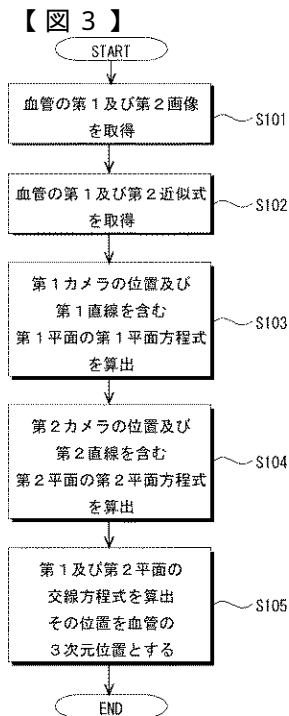 【図３】
START
血管の第１及び第２画像
を取得
S101
血管の第１及び第２近似式
を取得
S102
第１カメラの位置及び
第１直線を含む
第１平面の第１平面方程式
を算出
S103
第２カメラの位置及び
第２直線を含む
第２平面の第２平面方程式
を算出
S104
第１及び第２平面の
交線方程式を算出
その位置を血管の
３次元位置とする
S105
END